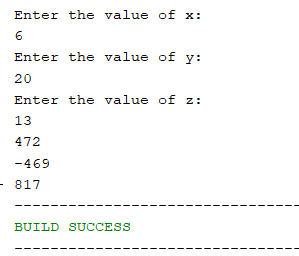 Enter the value of x:
6
Enter the value of y:
20
Enter the value of z:
13
472
-469
817
--------------------------------
BUILD SUCCESS
--------------------------------